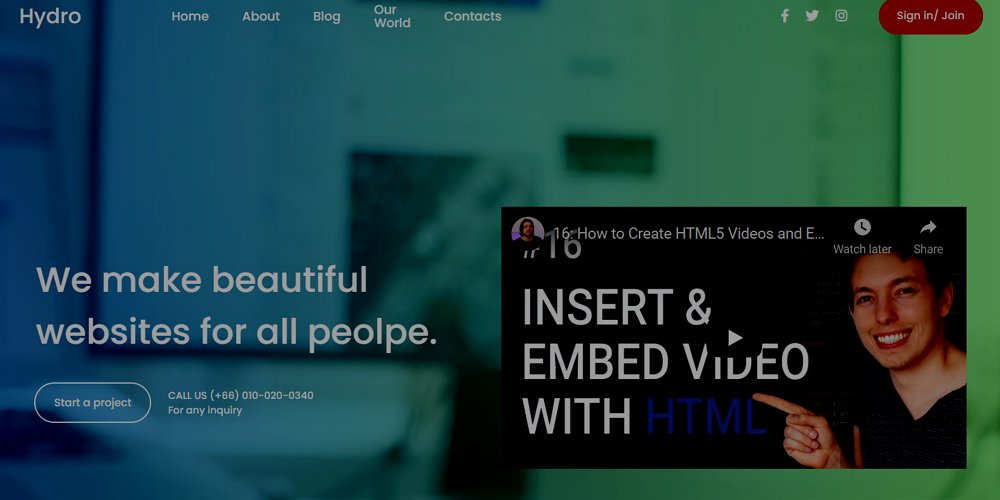 Hydro
Home
About
Blog
Our
World
Contacts
Sign in/ Join
16: How to Create HTML5 Videos and E...
Watch later
Share
#16
INSERT &
EMBED VIDEO
WITH HTML
We make beautiful
websites for all peolpe.
Start a project
CALL US (+66) 010-020-0340
For any inquiry